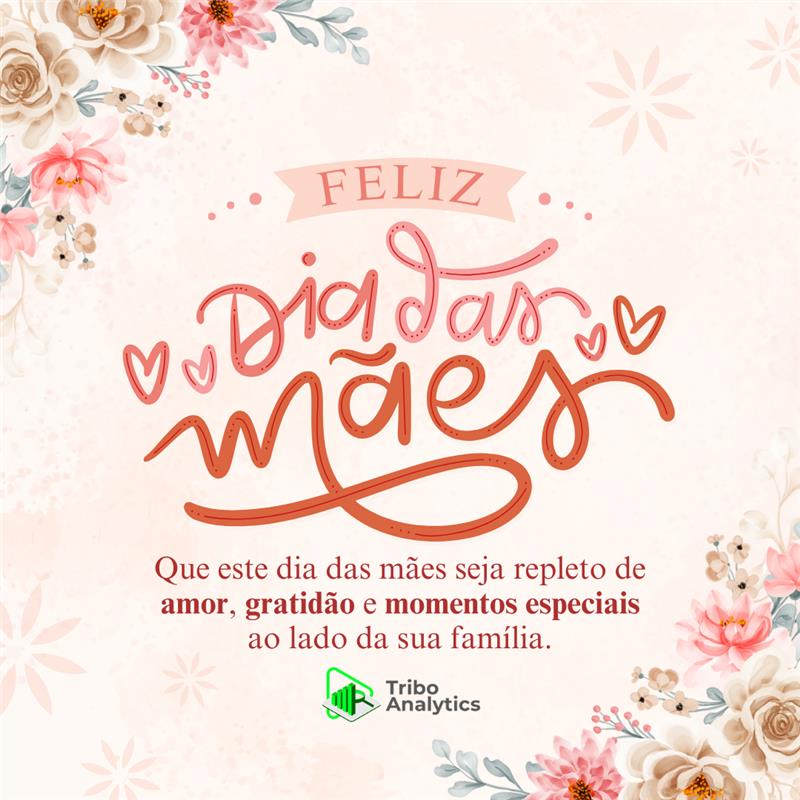 FELIZ
Dia das
mães
Que este dia das mães seja repleto de
amor, gratidão e momentos especiais
ao lado da sua família.
Tribo
Analytics